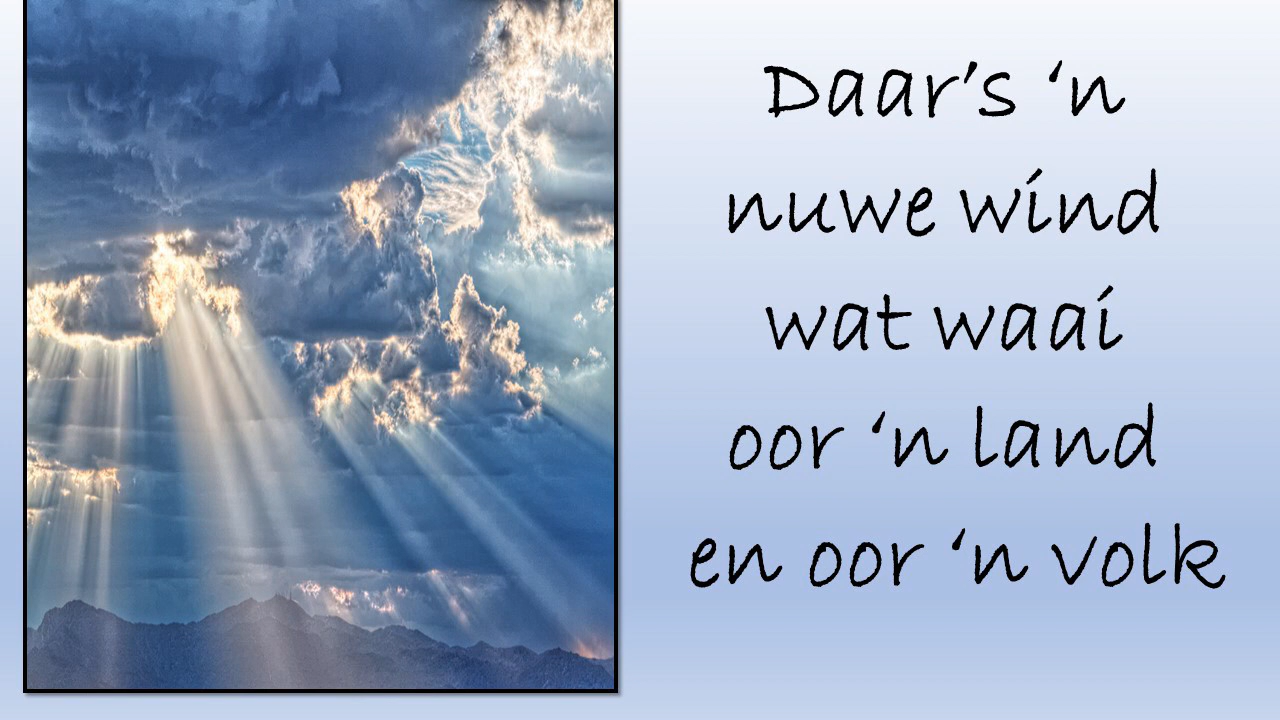 Daar’s ‘n
nuwe wind
wat waai
oor ‘n land
en oor ‘n volk